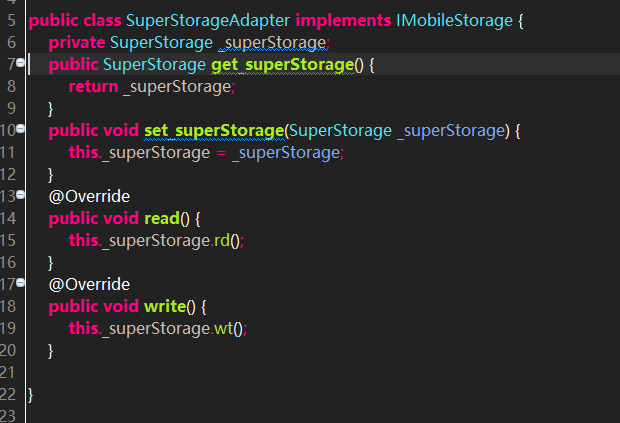 5 public class SuperStorageAdapter implements IMobileStorage {
6 private SuperStorage _superStorage;
7 public SuperStorage get_superStorage() {
8 return _superStorage;
9 }
10 public void set_superStorage(SuperStorage _superStorage) {
11 this._superStorage = _superStorage;
12 }
13 @Override
14 public void read() {
15 this._superStorage.rd();
16 }
17 @Override
18 public void write() {
19 this._superStorage.wt();
20 }
21
22 }
23